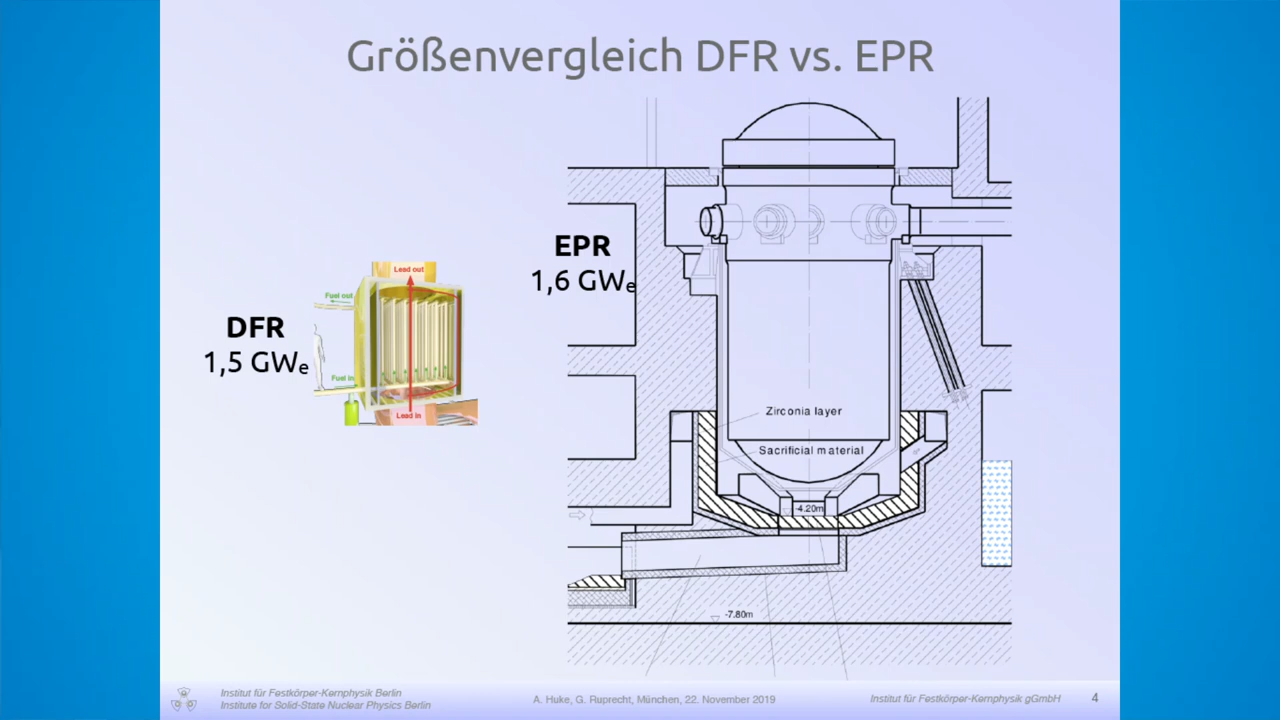 Größenvergleich DFR vs. EPR
EPR
1,6 GWe
DFR
1,5 GWe
Lead out
Fuel out
Fuel in
Lead in
Zirconia layer
Sacrificial material
-4.20m
-7.80m
Institut für Festkörper-Kernphysik Berlin
Institute for Solid-State Nuclear Physics Berlin
A. Huke, G. Ruprecht, München, 22. November 2019
Institut für Festkörper-Kernphysik gGmbH
4